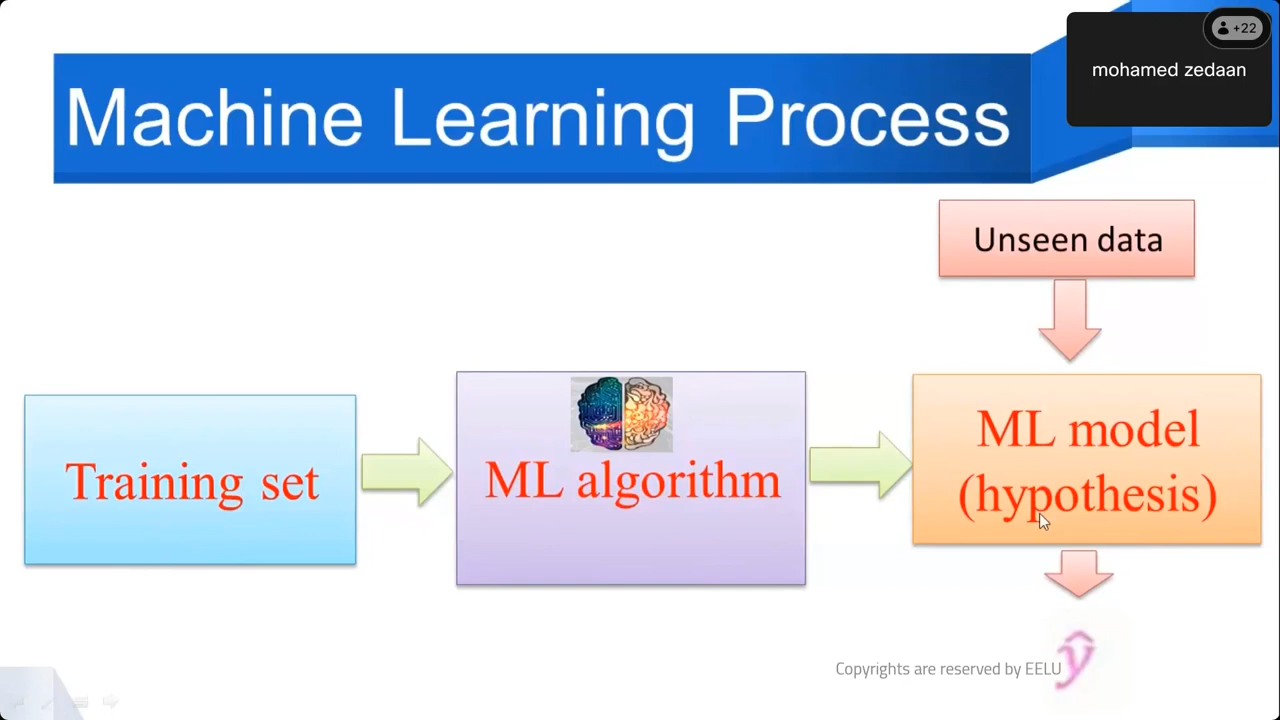 +22
mohamed zedaan
Machine Learning Process
Unseen data
Training set
ML algorithm
ML model
(hypothesis)
Copyrights are reserved by EELU
ŷ